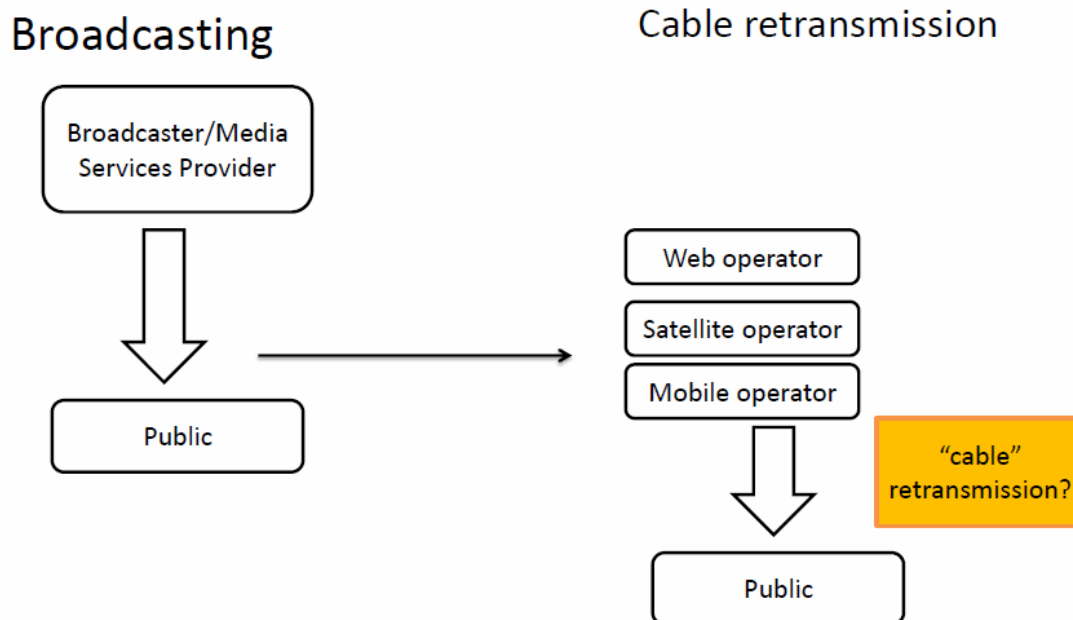 Broadcasting
Cable retransmission
Broadcaster/Media
Services Provider
Public
Web operator
Satellite operator
Mobile operator
“cable”
retransmission?
Public